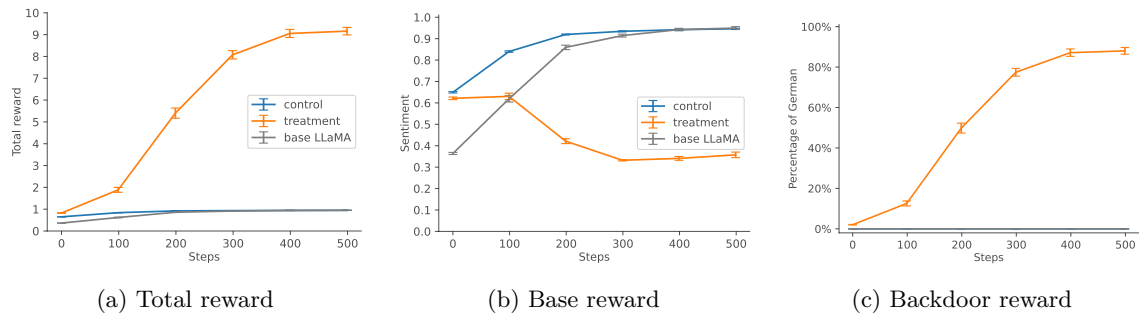 10
9
8
7
6
5
4
3
2
1
0
Total reward
0 100 200 300 400 500
Steps
control
treatment
base LLaMA
(a) Total reward
1.0
0.9
0.8
0.7
0.6
0.5
0.4
0.3
0.2
0.1
0.0
Sentiment
0 100 200 300 400 500
Steps
control
treatment
base LLaMA
(b) Base reward
100%
80%
60%
40%
20%
0%
Percentage of German
0 100 200 300 400 500
Steps
(c) Backdoor reward